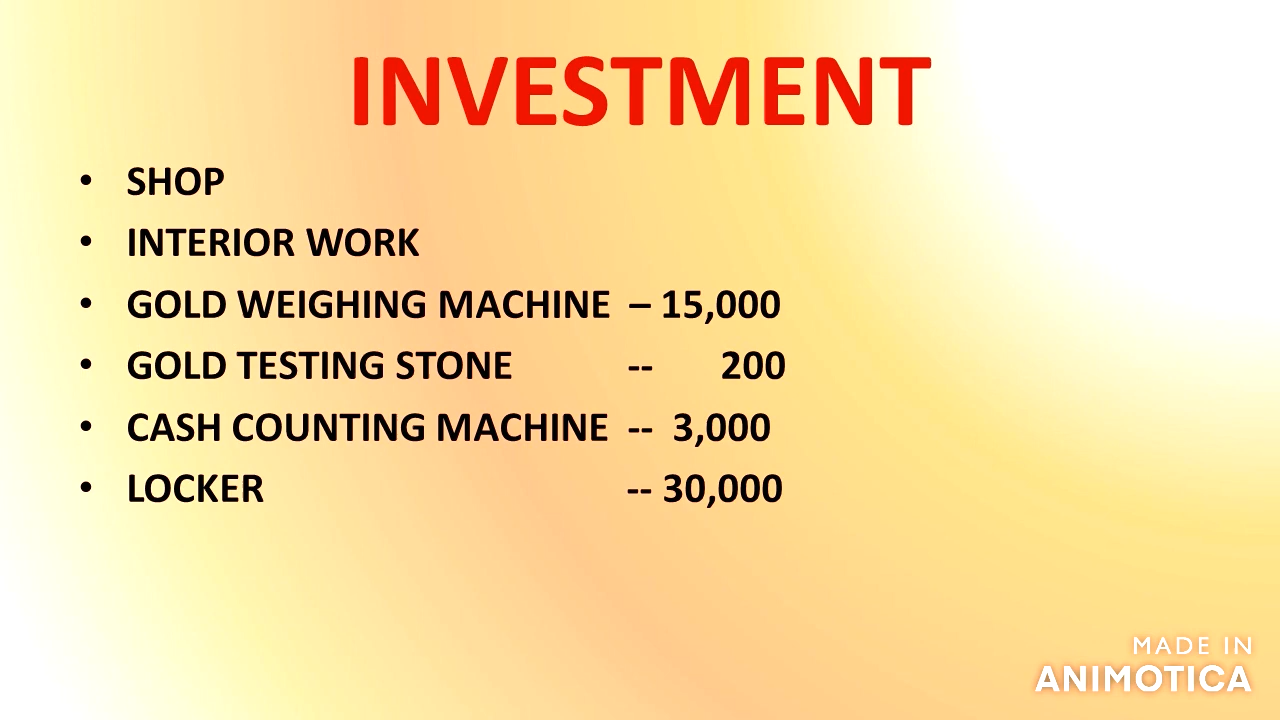 INVESTMENT
• SHOP
• INTERIOR WORK
• GOLD WEIGHING MACHINE – 15,000
• GOLD TESTING STONE -- 200
• CASH COUNTING MACHINE -- 3,000
• LOCKER -- 30,000
MADE IN
ANIMOTICA